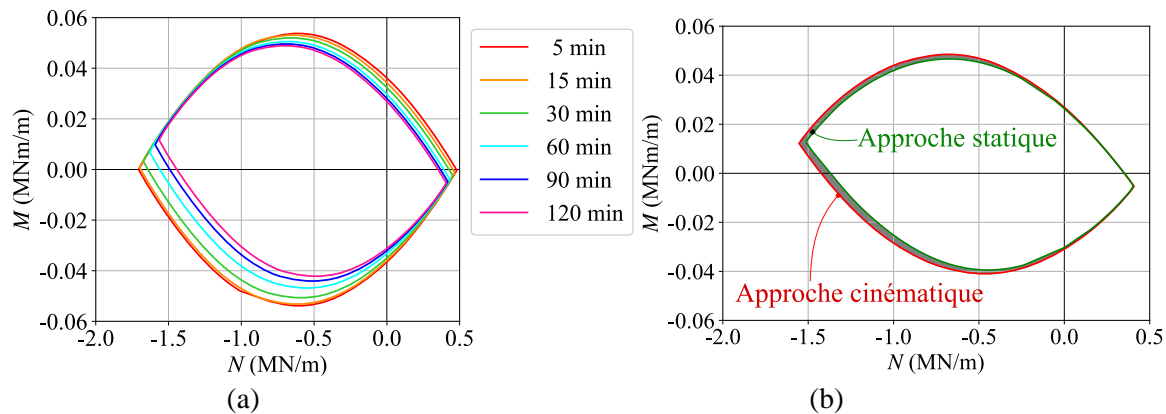 0.06
0.04
0.02
0.00
-0.02
-0.04
-0.06
M (MNm/m)
-2.0 -1.5 -1.0 -0.5 0.0 0.5
N (MN/m)
(a)
5 min
15 min
30 min
60 min
90 min
120 min
0.06
0.04
0.02
0.00
-0.02
-0.04
-0.06
M (MNm/m)
Approche statique
Approche cinématique
-2.0 -1.5 -1.0 -0.5 0.0 0.5
N (MN/m)
(b)